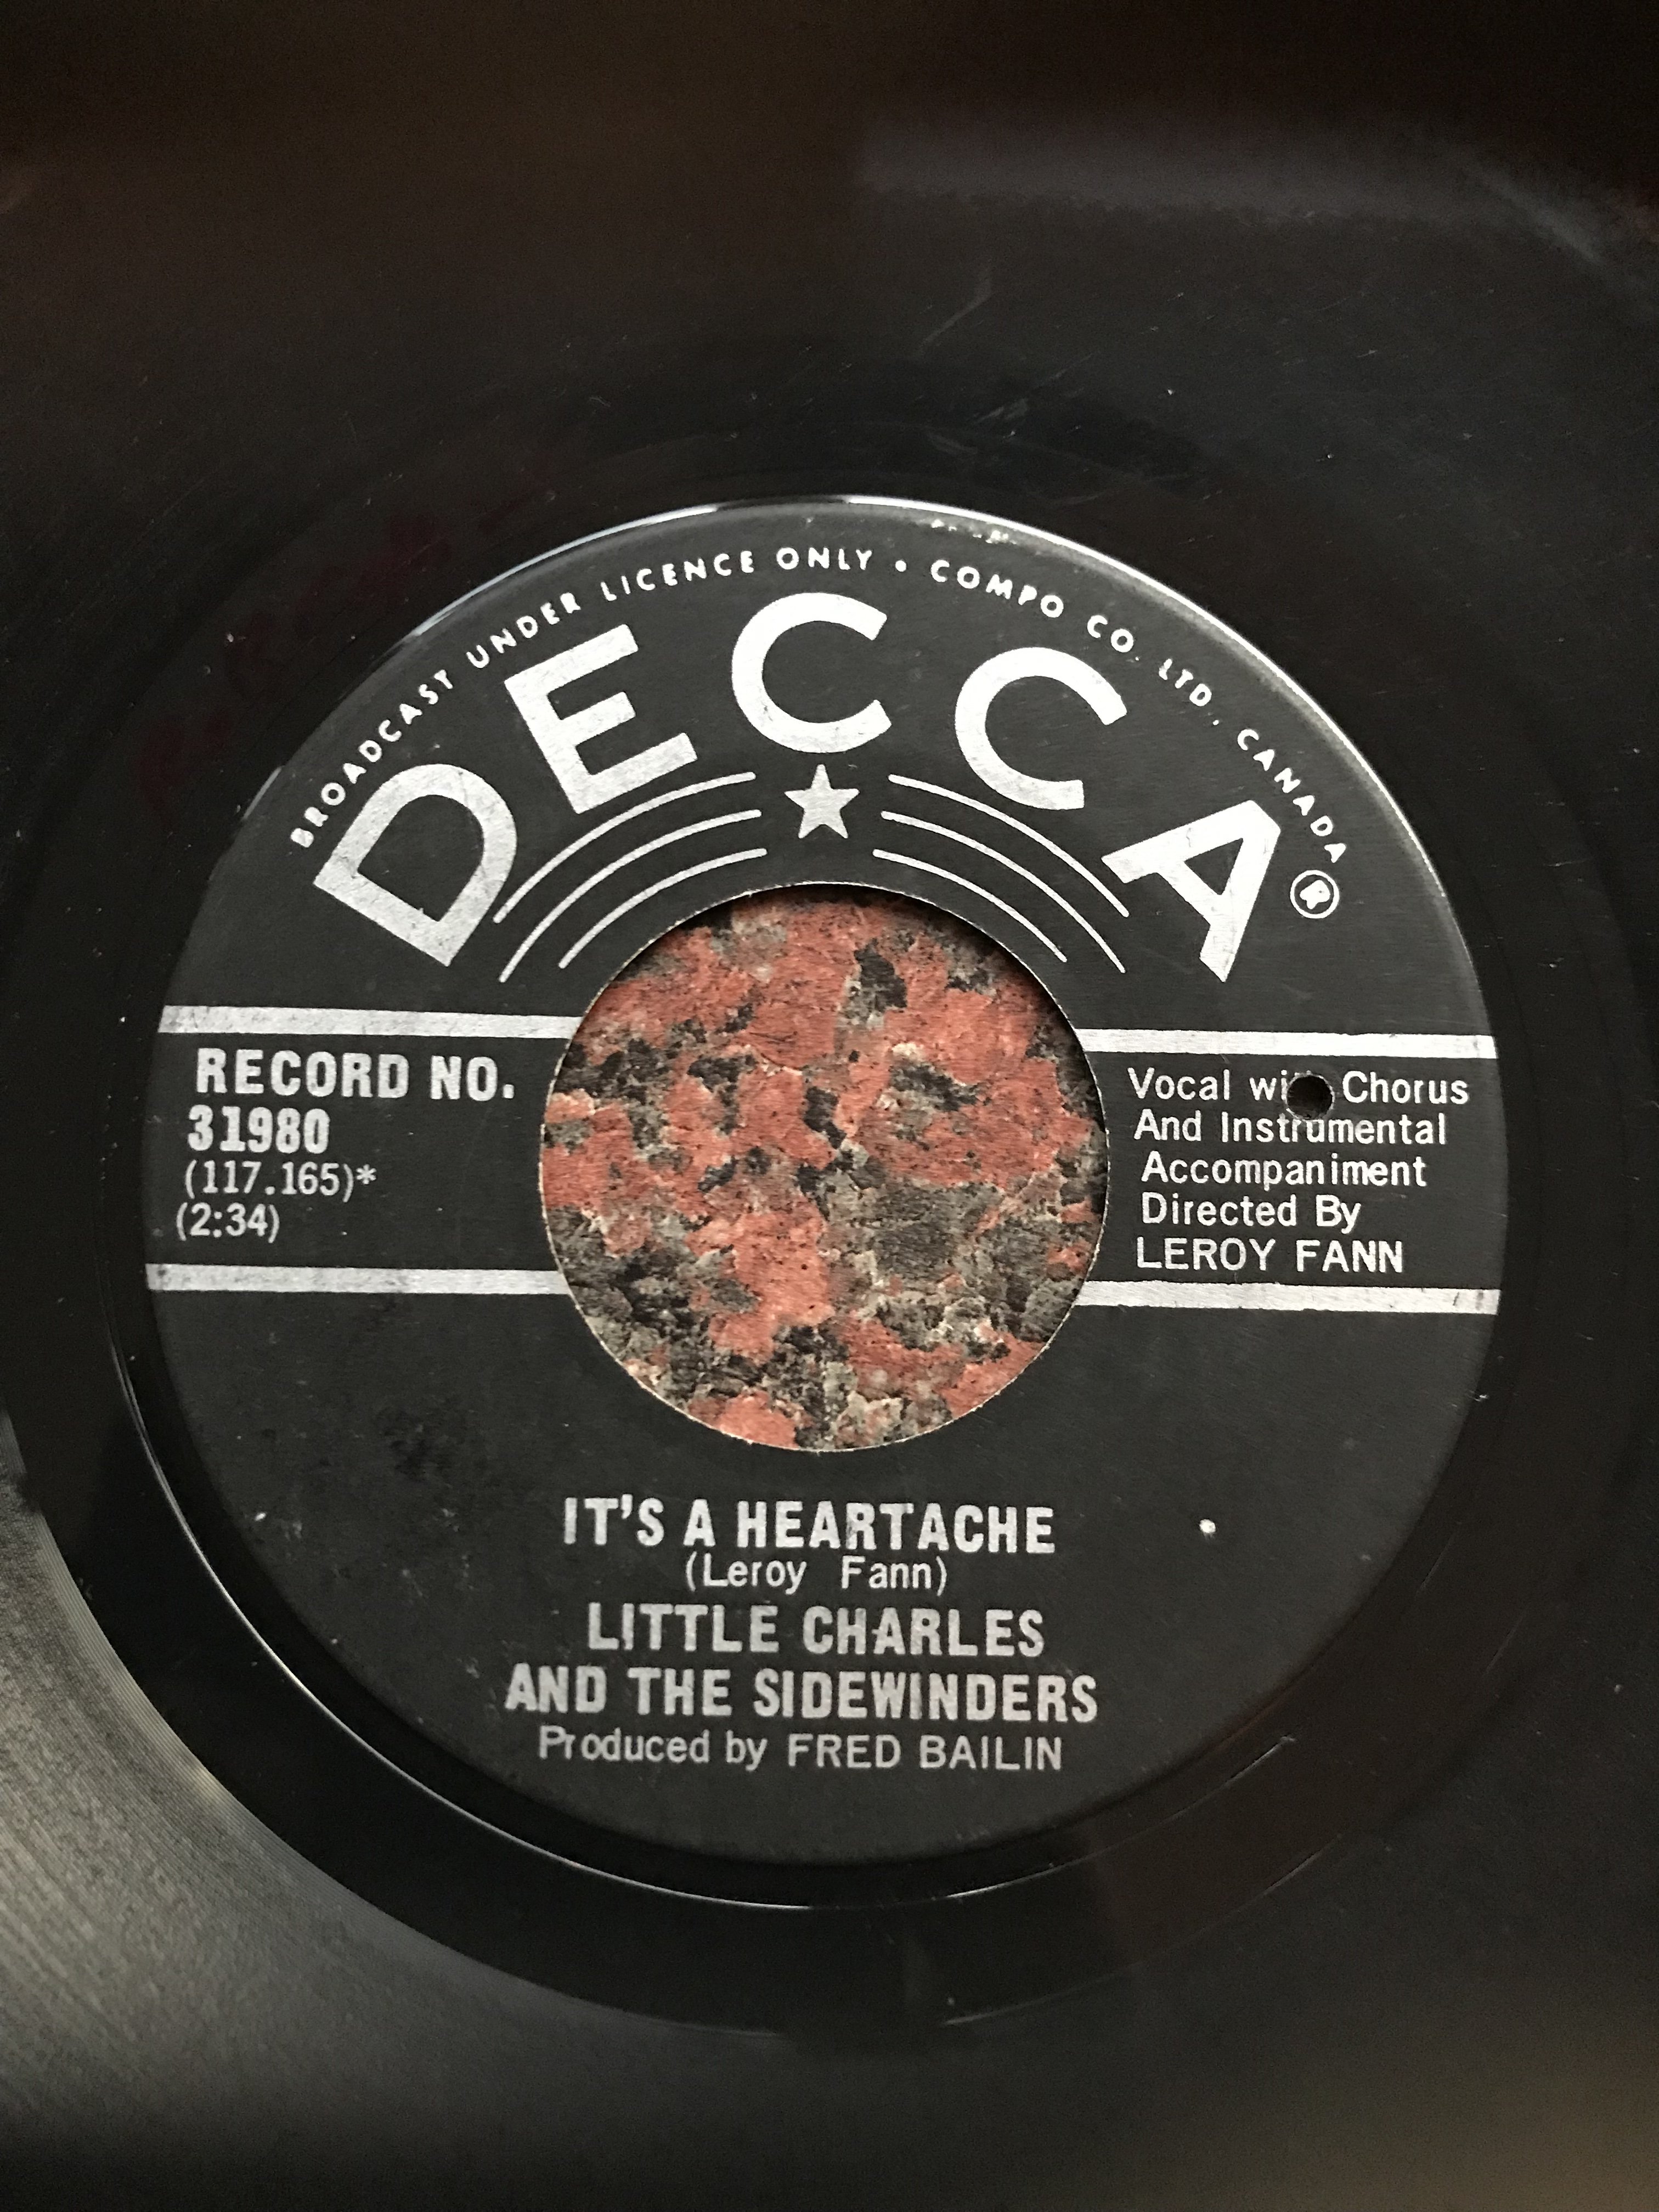 BROADCAST UNDER LICENCE ONLY • COMPO CO. LTD., CANADA
DECCA®
RECORD NO.
31980
(117.165)*
(2:34)
Vocal Chorus
And Instrumental
Accompaniment
Directed By
LEROY FANN
IT'S A HEARTACHE
(Leroy Fann)
LITTLE CHARLES
AND THE SIDEWINDERS
Produced by FRED BAILIN